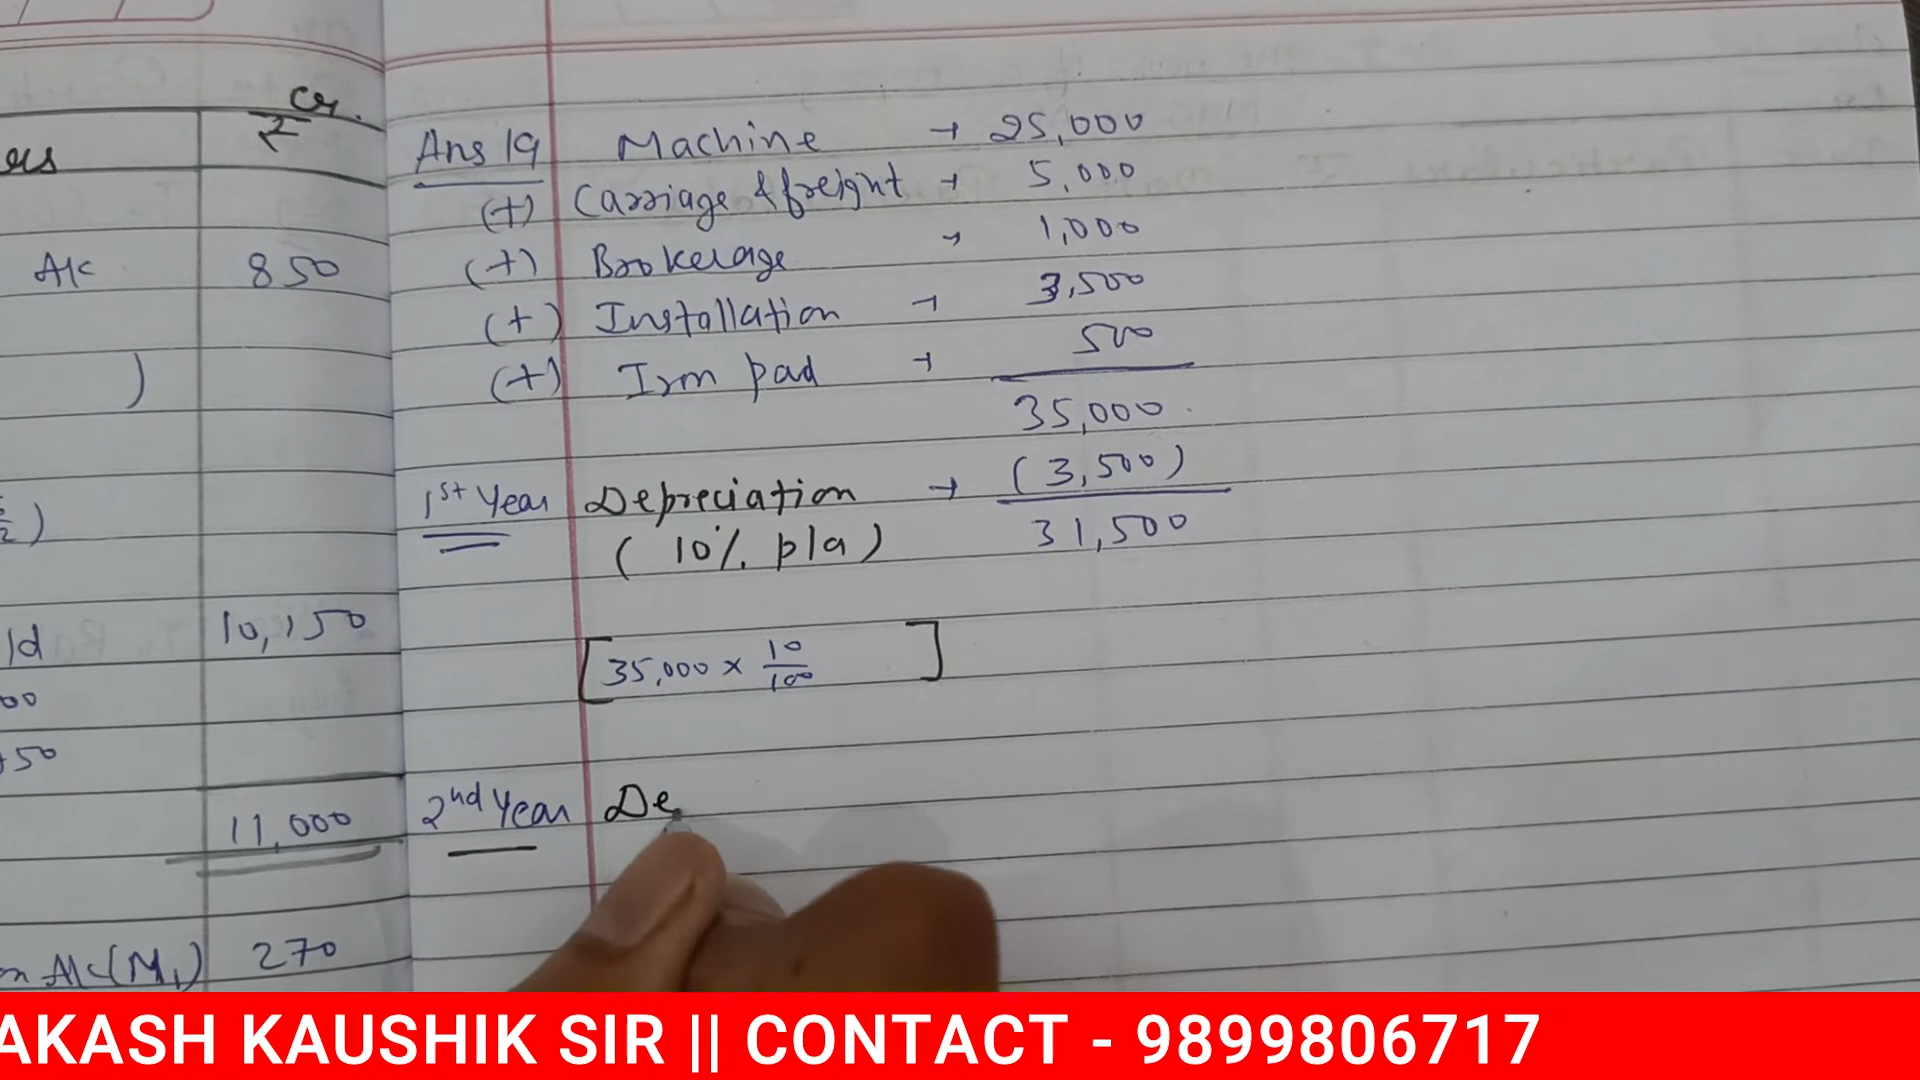 Cr.
₹
A/c 850
)
10,150
50
11,000
A/c (M₁) 270
Ans 19 Machine → 25,000
(+) Carriage & freight → 5,000
(+) Brokerage → 1,000
(+) Installation → 3,500
(+) Iron pad → 500
35,000
1st Year Depreciation → (3,500)
(10% p/a) 31,500
[35,000 × 10/100 ]
2nd Year De
AKASH KAUSHIK SIR || CONTACT - 9899806717